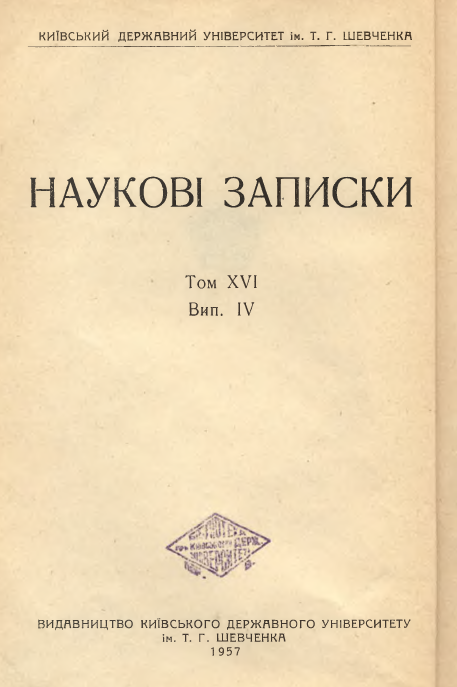 КИЇВСЬКИЙ ДЕРЖАВНИЙ УНІВЕРСИТЕТ ім. Т. Г. ШЕВЧЕНКА
НАУКОВІ ЗАПИСКИ
Том XVI
Вип. IV
ВИДАВНИЦТВО КИЇВСЬКОГО ДЕРЖАВНОГО УНІВЕРСИТЕТУ
ім. Т. Г. ШЕВЧЕНКА
1957